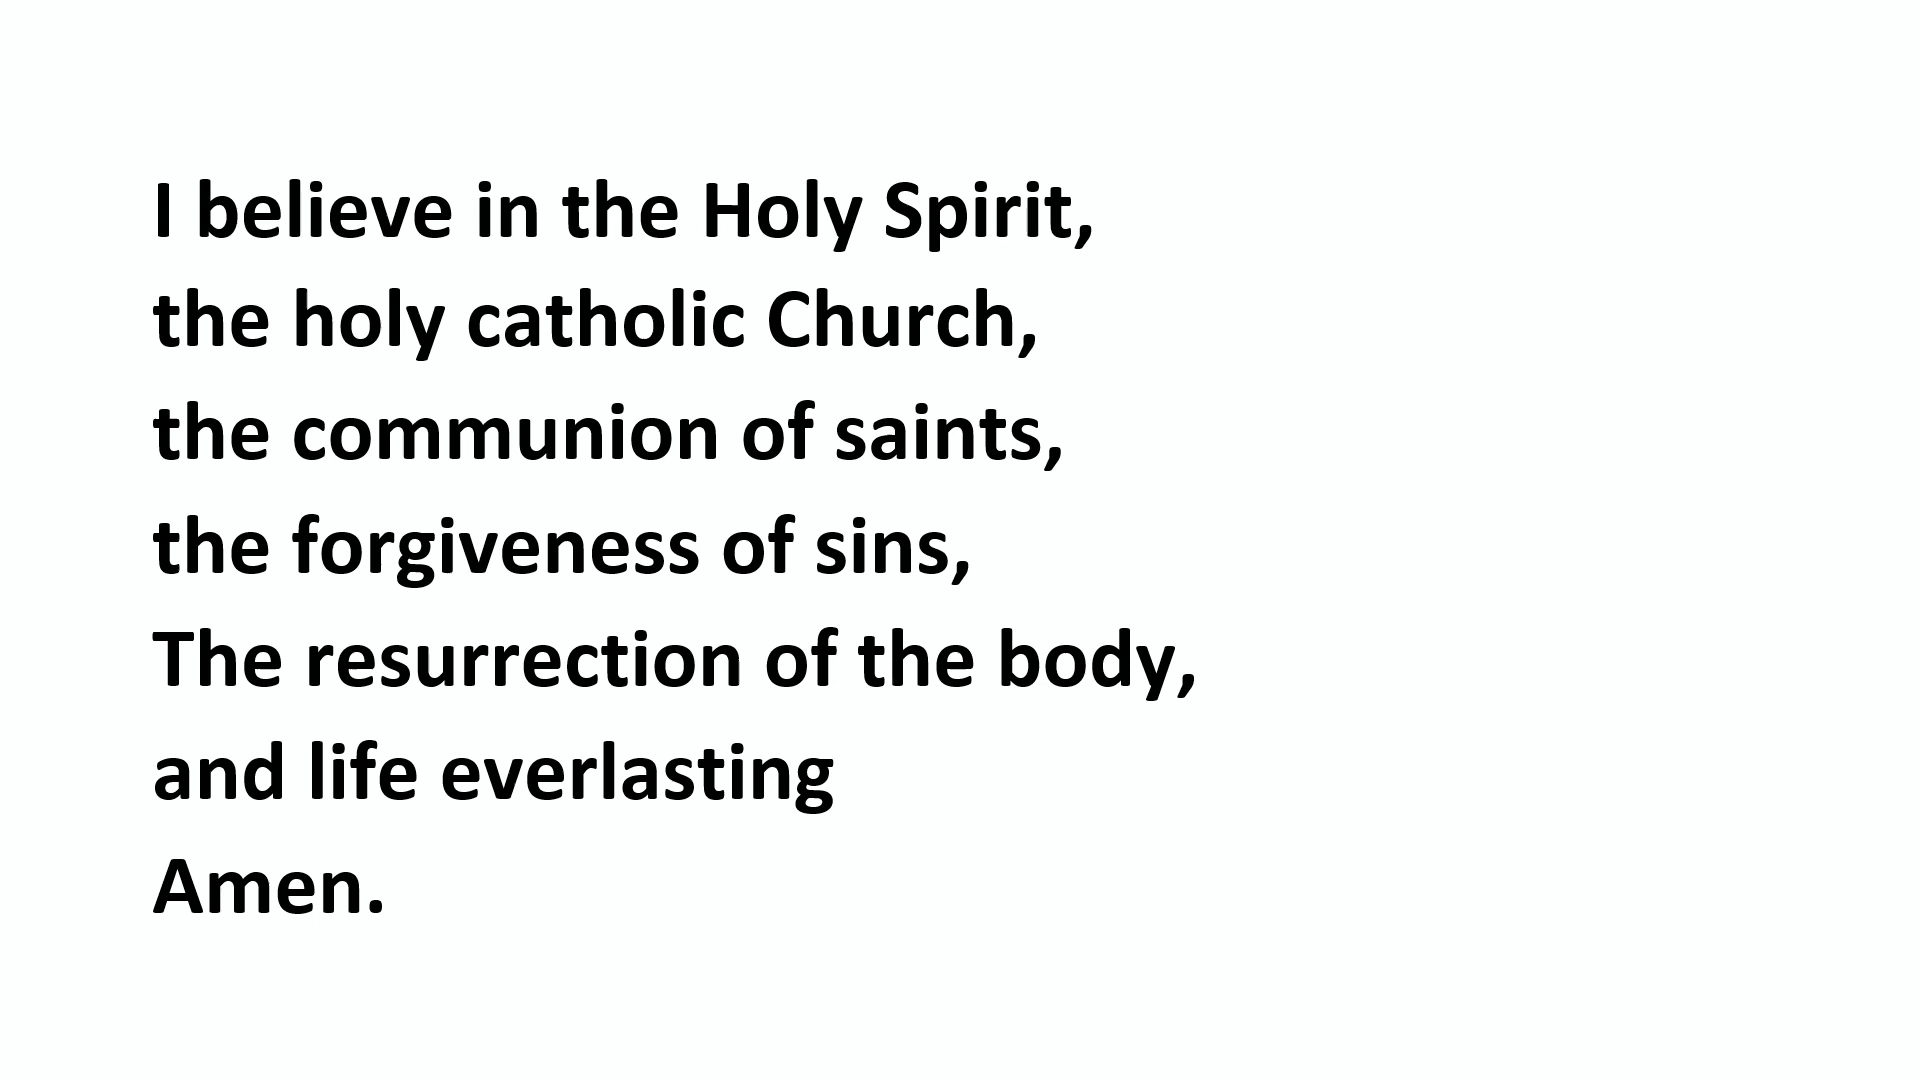 I believe in the Holy Spirit,
the holy catholic Church,
the communion of saints,
the forgiveness of sins,
The resurrection of the body,
and life everlasting
Amen.